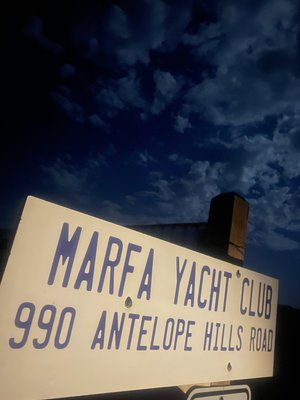 MARFA YACHT CLUB
990 ANTELOPE HILLS ROAD